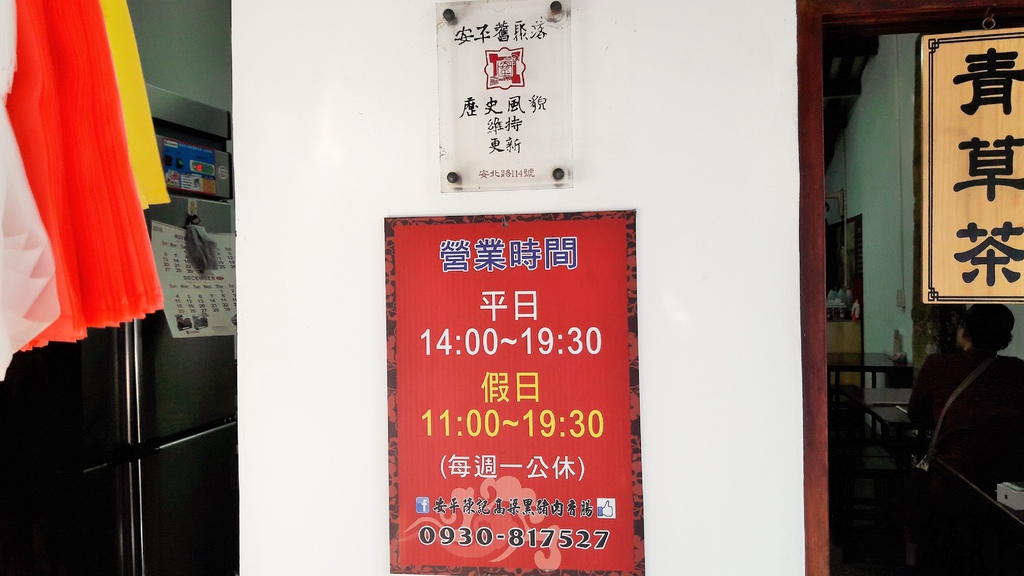 安平舊聚落
歷史風貌
維持
更新
安北路114號
營業時間
平日
14:00~19:30
假日
11:00~19:30
(每週一公休)
安平陳記高粱黑豬肉香腸
0930-817527
青草茶